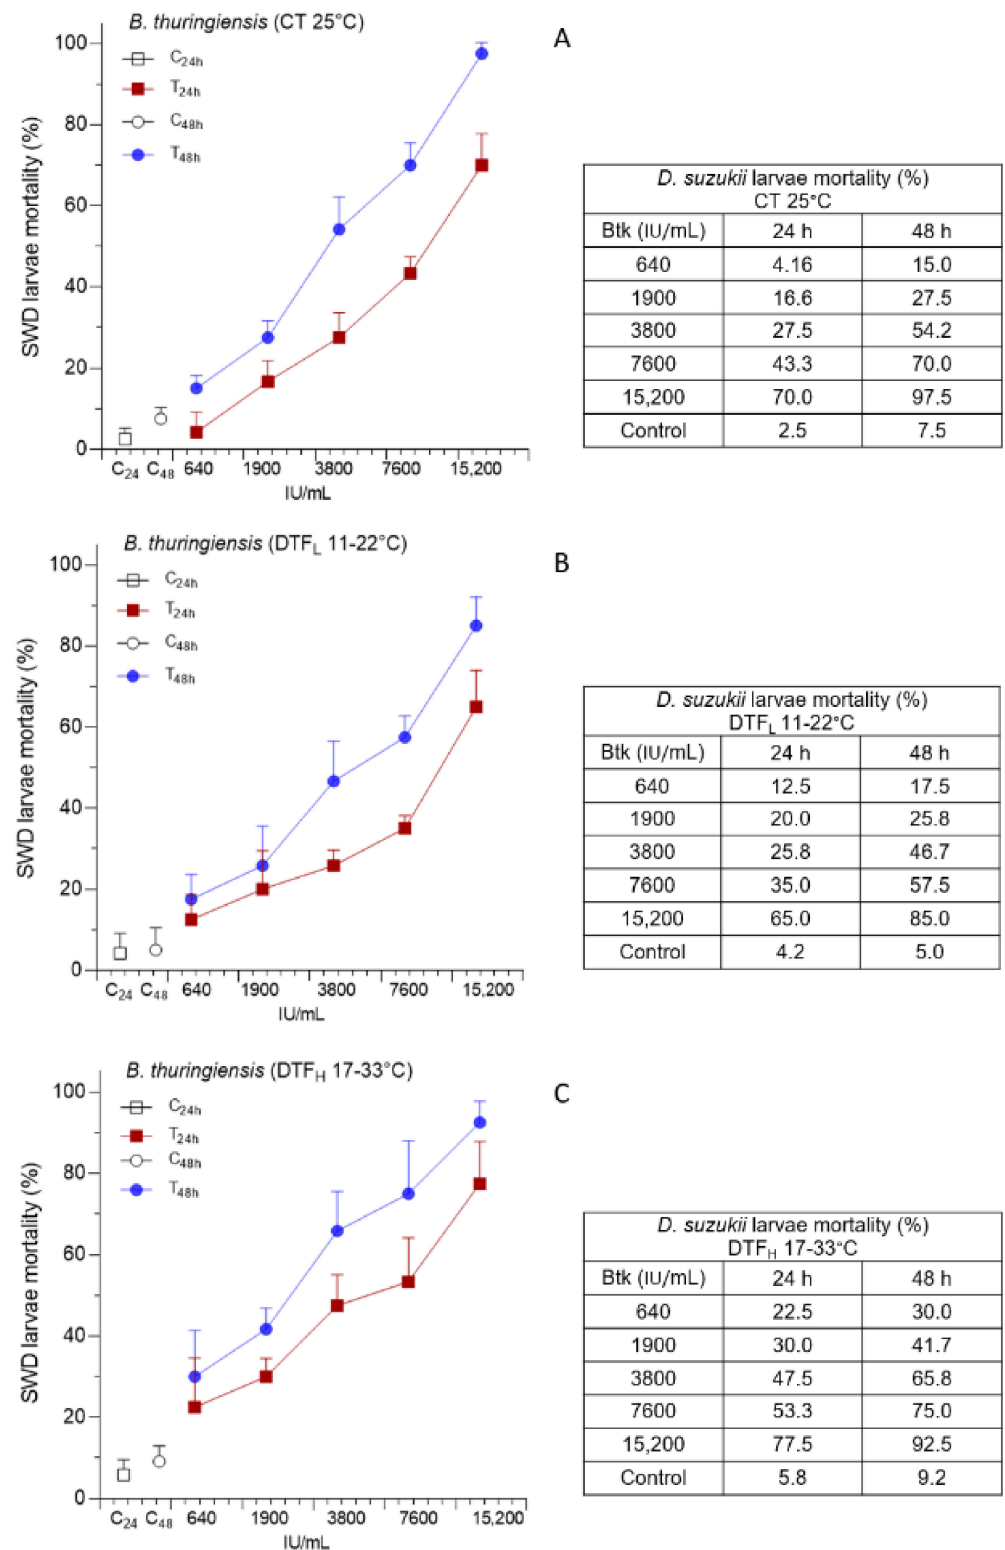 B. thuringiensis (CT 25°C)
A
100
80
60
40
20
0
SWD larvae mortality (%)
C24h
T24h
C48h
T48h
C24 C48 640 1900 3800 7600 15,200
IU/mL
D. suzukii larvae mortality (%)
CT 25°C
Btk (IU/mL) 24 h 48 h
640 4.16 15.0
1900 16.6 27.5
3800 27.5 54.2
7600 43.3 70.0
15,200 70.0 97.5
Control 2.5 7.5
B. thuringiensis (DTFL 11-22°C)
B
100
80
60
40
20
0
SWD larvae mortality (%)
C24h
T24h
C48h
T48h
C24 C48 640 1900 3800 7600 15,200
IU/mL
D. suzukii larvae mortality (%)
DTFL 11-22°C
Btk (IU/mL) 24 h 48 h
640 12.5 17.5
1900 20.0 25.8
3800 25.8 46.7
7600 35.0 57.5
15,200 65.0 85.0
Control 4.2 5.0
B. thuringiensis (DTFH 17-33°C)
C
100
80
60
40
20
0
SWD larvae mortality (%)
C24h
T24h
C48h
T48h
C24 C48 640 1900 3800 7600 15,200
IU/mL
D. suzukii larvae mortality (%)
DTFH 17-33°C
Btk (IU/mL) 24 h 48 h
640 22.5 30.0
1900 30.0 41.7
3800 47.5 65.8
7600 53.3 75.0
15,200 77.5 92.5
Control 5.8 9.2